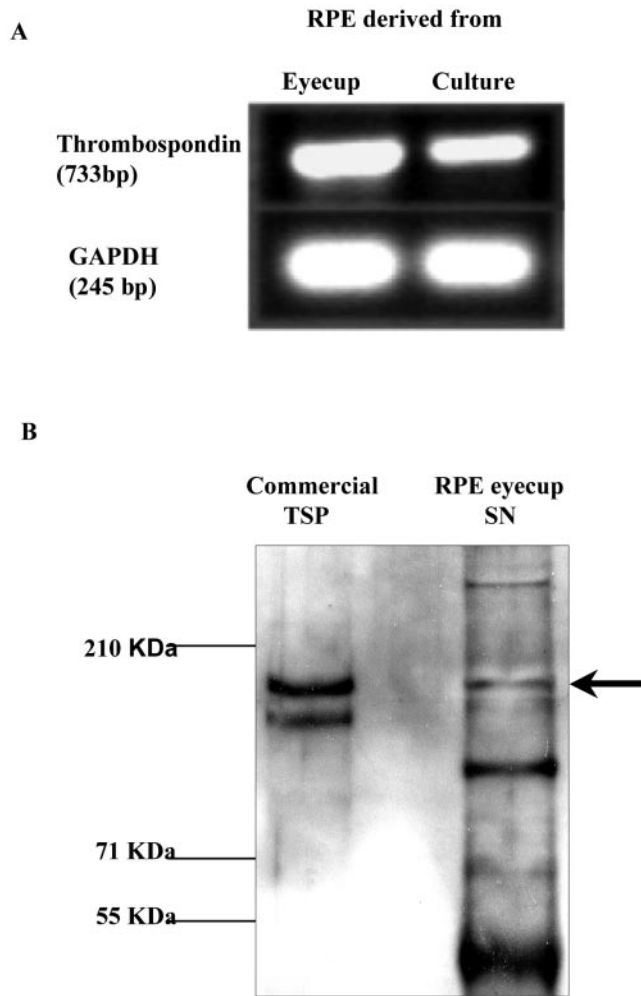 A
RPE derived from
Eyecup Culture
Thrombospondin
(733bp)
GAPDH
(245 bp)
B
Commercial
TSP
RPE eyecup
SN
210 KDa
71 KDa
55 KDa